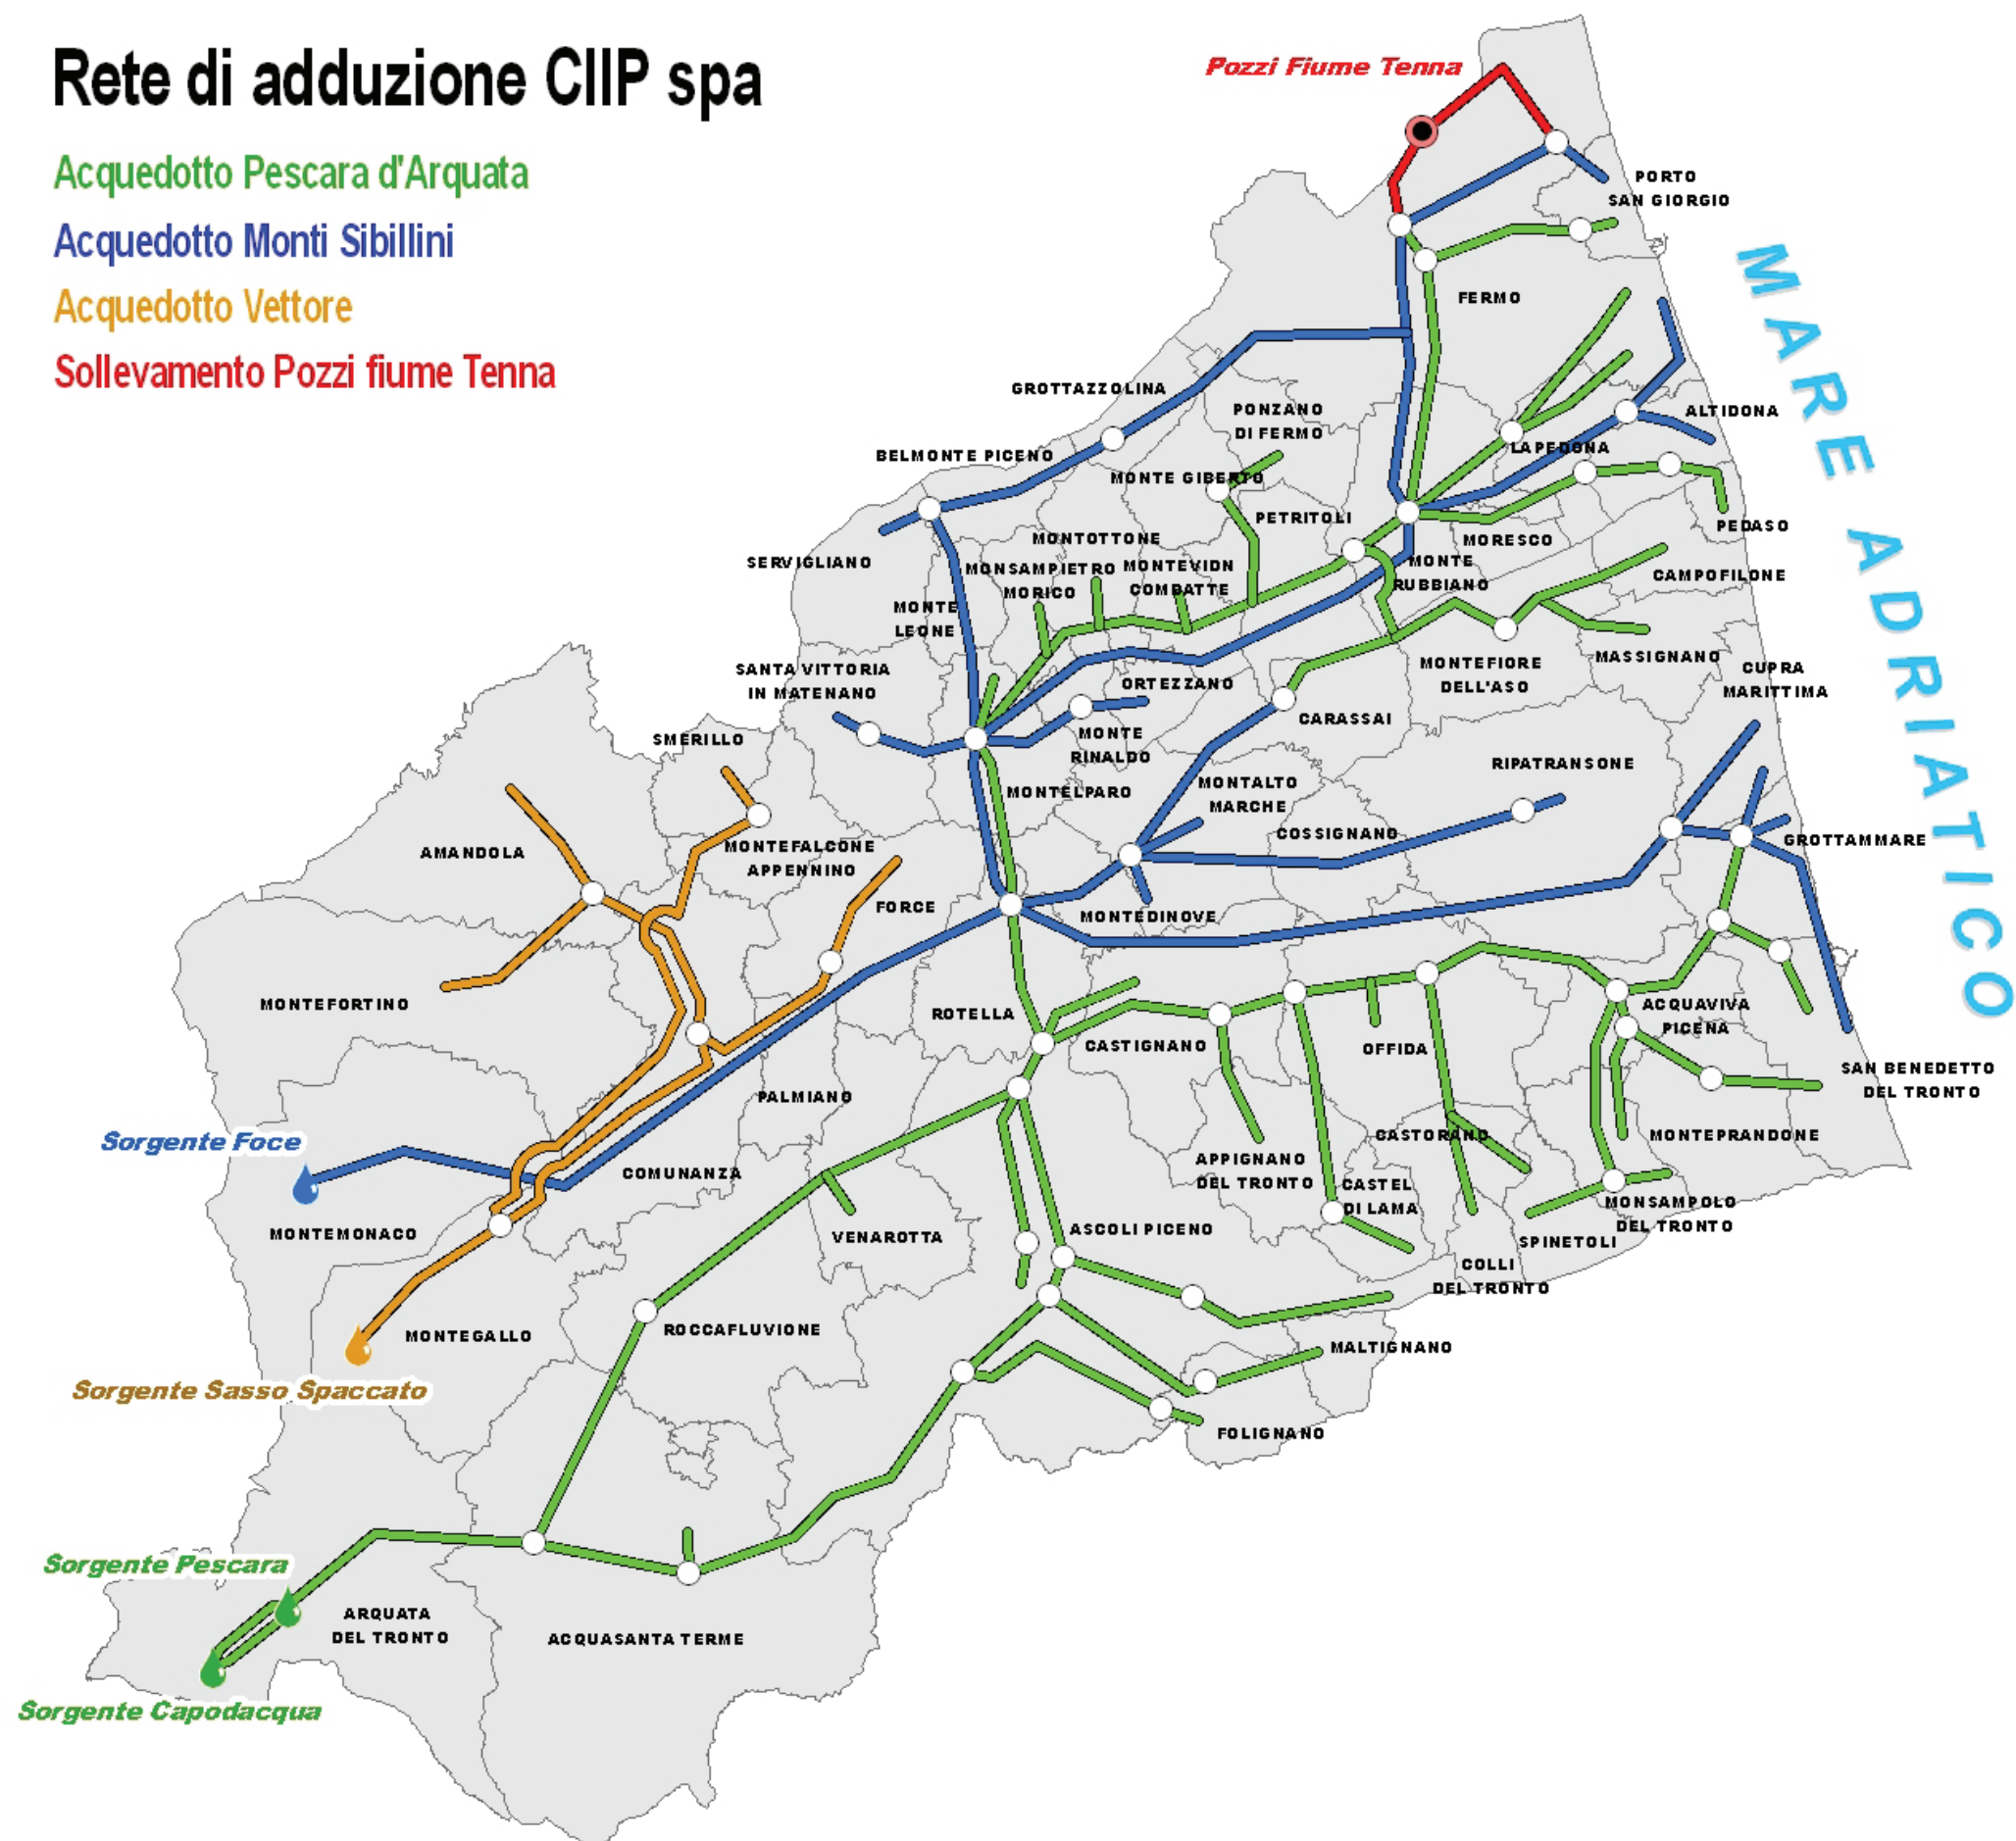 Rete di adduzione CIIP spa
Acquedotto Pescara d'Arquata
Acquedotto Monti Sibillini
Acquedotto Vettore
Sollevamento Pozzi fiume Tenna
Pozzi Fiume Tenna
PORTO
SAN GIORGIO
FERMO
MARE ADRIATICO
GROTTAZZOLINA
PONZANO
DI FERMO
ALTIDONA
LAPEDONA
BELMONTE PICENO
MONTE GIBERTO
PETRITOLI
PEDASO
MORESCO
MONTOTTONE
SERVIGLIANO
MONSAMPIETRO
MORICO
MONTEVIDN
COMBATTE
MONTE
RUBBIANO
CAMPOFILONE
MONTE
LEONE
MASSIGNANO
MONTEFIORE
DELL'ASO
CUPRA
MARITTIMA
SANTA VITTORIA
IN MATENANO
ORTEZZANO
CARASSAI
SMERILLO
MONTE
RINALDO
RIPATRANSONE
MONTELPARO
MONTALTO
MARCHE
COSSIGNANO
GROTTAMMARE
AMANDOLA
MONTEFALCONE
APPENNINO
FORCE
MONTEDINOVE
MONTEFORTINO
ROTELLA
CASTIGNANO
OFFIDA
ACQUAVIVA
PICENA
SAN BENEDETTO
DEL TRONTO
PALMIANO
Sorgente Foce
CASTORANO
MONTEPRANDONE
COMUNANZA
APPIGNANO
DEL TRONTO
CASTEL
DI LAMA
MONSAMPOLO
DEL TRONTO
MONTEMONACO
VENAROTTA
ASCOLI PICENO
SPINETOLI
COLLI
DEL TRONTO
MONTEGALLO
ROCCAFLUVIONE
MALTIGNANO
Sorgente Sasso Spaccato
FOLIGNANO
Sorgente Pescara
ARQUATA
DEL TRONTO
ACQUASANTA TERME
Sorgente Capodacqua